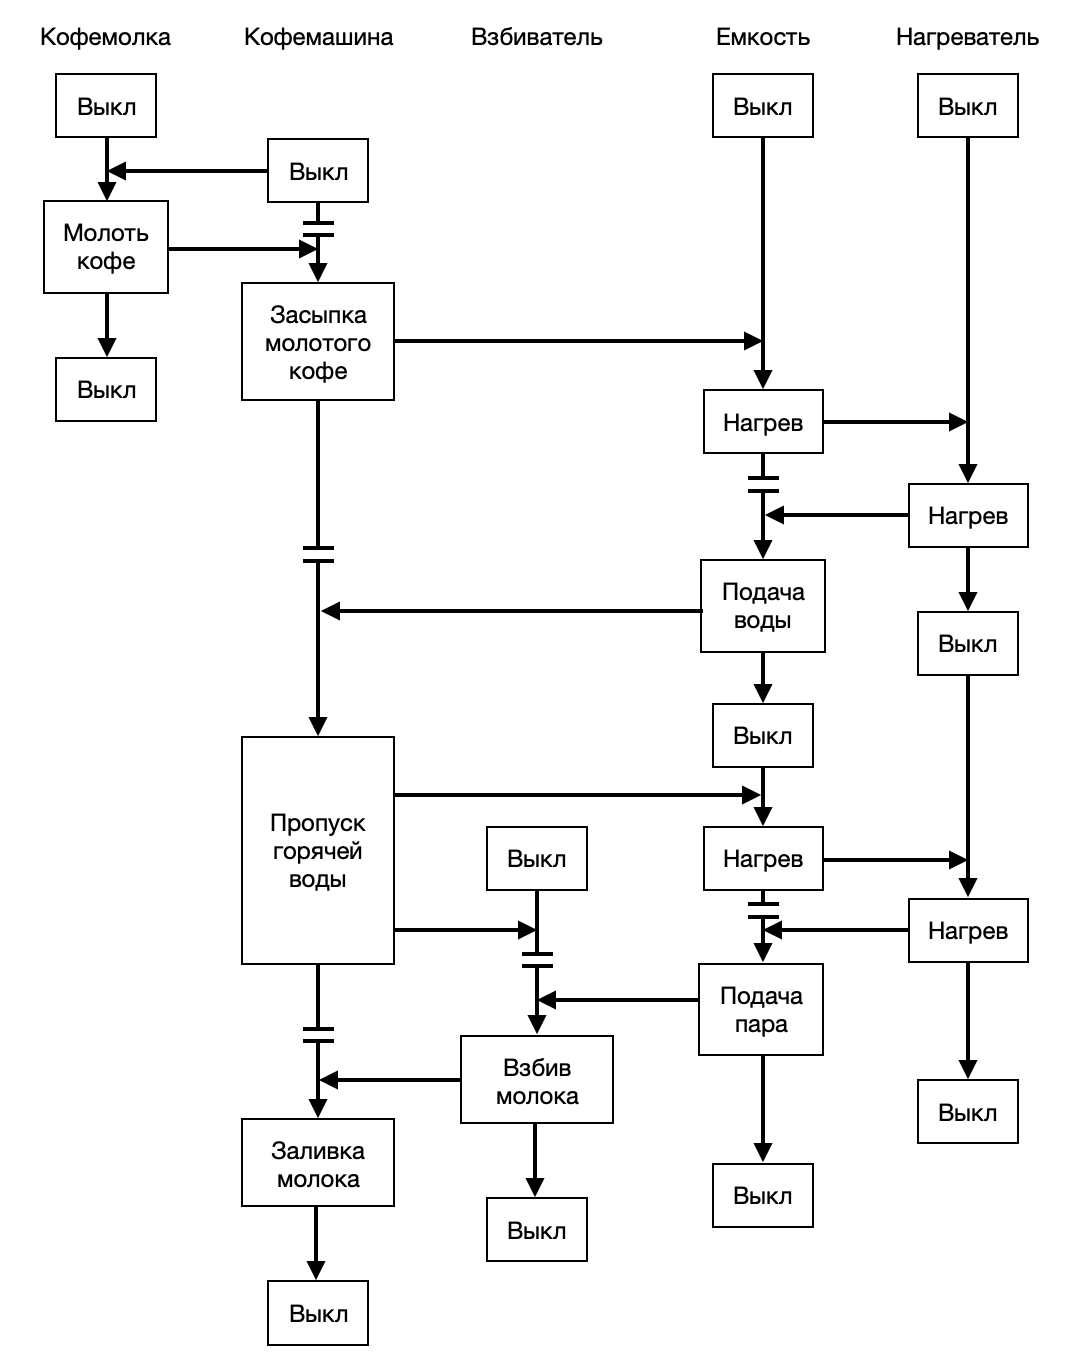 Кофемолка
Кофемашина
Взбиватель
Емкость
Нагреватель
Выкл
Выкл
Выкл
Выкл
Молоть
кофе
Засыпка
молотого
кофе
Выкл
Нагрев
Нагрев
Подача
воды
Выкл
Выкл
Пропуск
горячей
воды
Выкл
Нагрев
Нагрев
Подача
пара
Взбив
молока
Выкл
Заливка
молока
Выкл
Выкл
Выкл